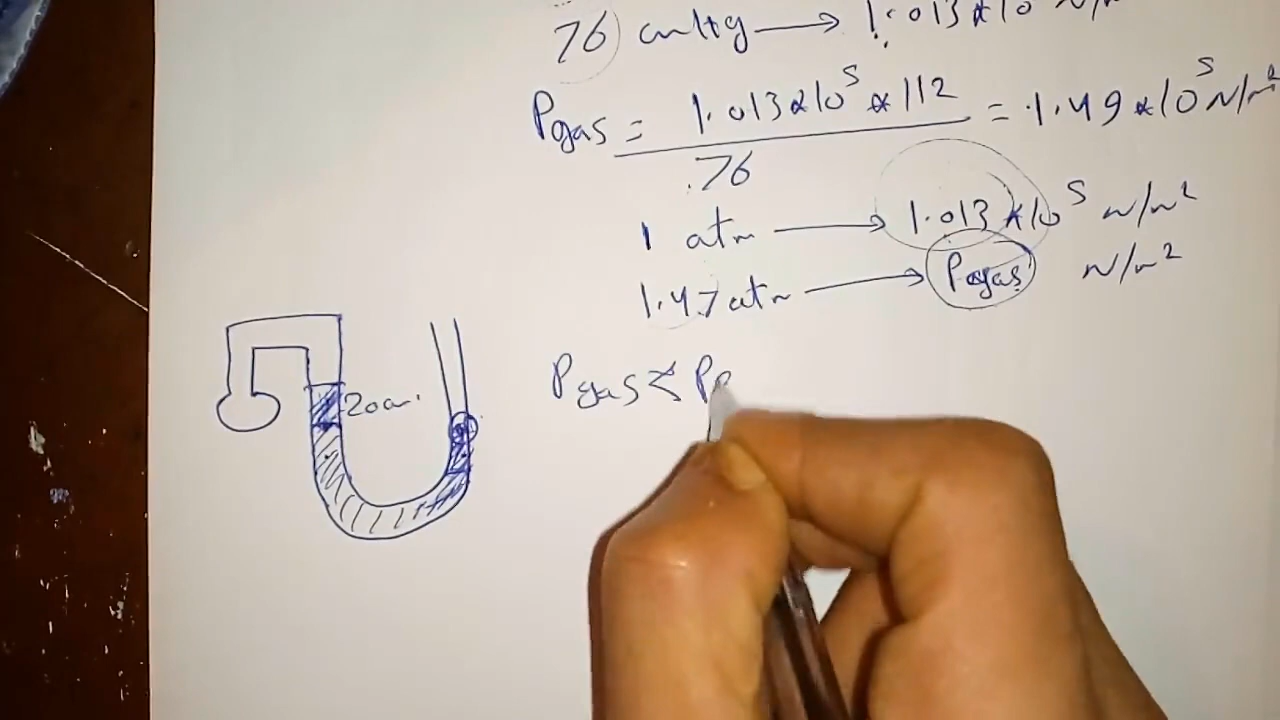 76 cmHg → 1.013*10 N/m
Pgas = 1.013*10^5 * 112 / 76 = 1.49*10^5 N/m²
1 atm → 1.013*10^5 N/m²
1.47 atm → Pgas N/m²
20cm
Pgas < P